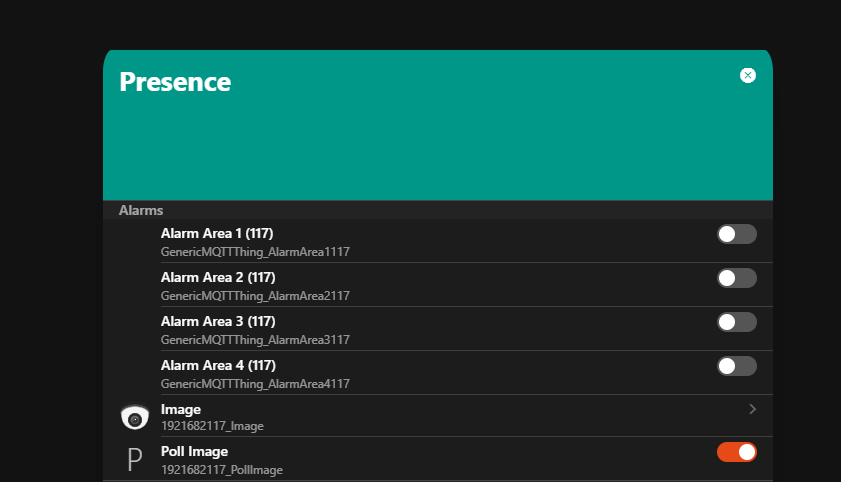 Presence
Alarms
Alarm Area 1 (117)
GenericMQTTThing_AlarmArea1117
Alarm Area 2 (117)
GenericMQTTThing_AlarmArea2117
Alarm Area 3 (117)
GenericMQTTThing_AlarmArea3117
Alarm Area 4 (117)
GenericMQTTThing_AlarmArea4117
Image
1921682117_Image
P
Poll Image
1921682117_PollImage